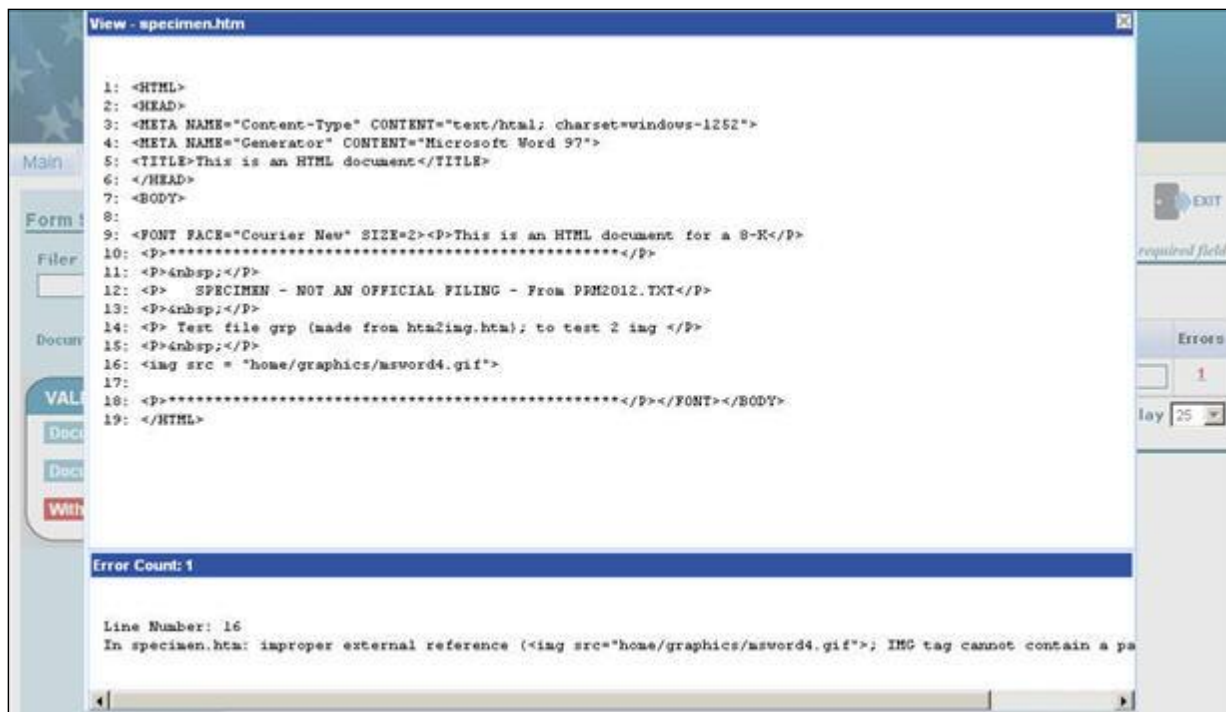 View - specimen.htm
1: <HTML>
2: <HEAD>
3: <META NAME="Content-Type" CONTENT="text/html; charset=windows-1252">
4: <META NAME="Generator" CONTENT="Microsoft Word 97">
5: <TITLE>This is an HTML document</TITLE>
6: </HEAD>
7: <BODY>
8:
9: <FONT FACE="Courier New" SIZE=2><P>This is an HTML document for a 8-K</P>
10: <P>*************************************************</P>
11: <P>&nbsp;</P>
12: <P>   SPECIMEN - NOT AN OFFICIAL FILING - From PRM2012.TXT</P>
13: <P>&nbsp;</P>
14: <P> Test file grp (made from htm2img.htm); to test 2 img </P>
15: <P>&nbsp;</P>
16: <img src = "home/graphics/msword4.gif">
17:
18: <P>*************************************************</P></FONT></BODY>
19: </HTML>
Error Count: 1
Line Number: 16
In specimen.htm: improper external reference (<img src="home/graphics/msword4.gif">; IMG tag cannot contain a pa
Main
Form S
Filer
Docum
VALI
Docu
Docu
With
EXIT
required field
Errors
1
lay 25